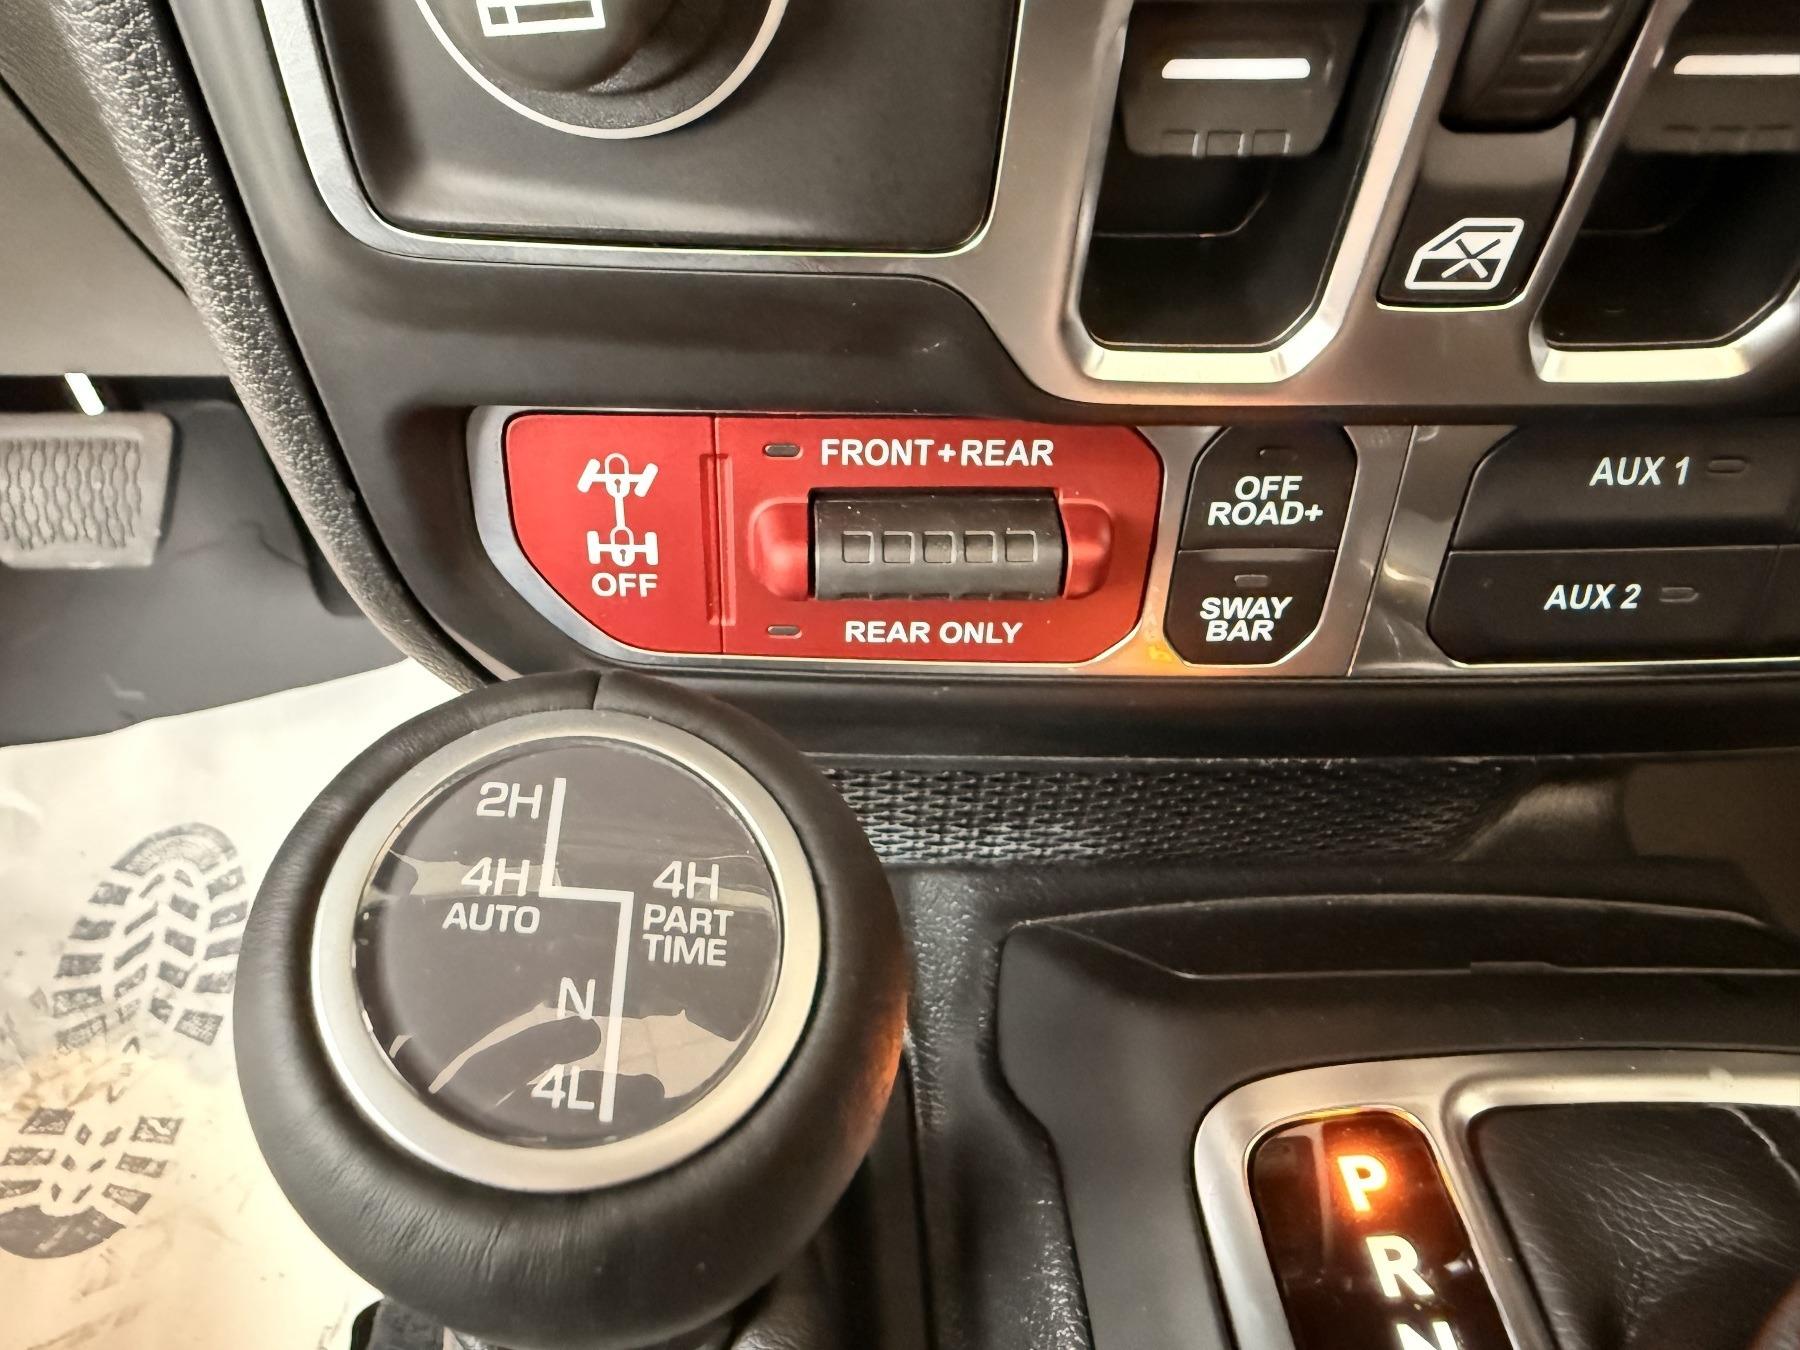 FRONT+REAR
OFF
REAR ONLY
OFF
ROAD+
SWAY
BAR
AUX 1
AUX 2
2H
4H
AUTO
4H
PART
TIME
N
4L
P
R
N